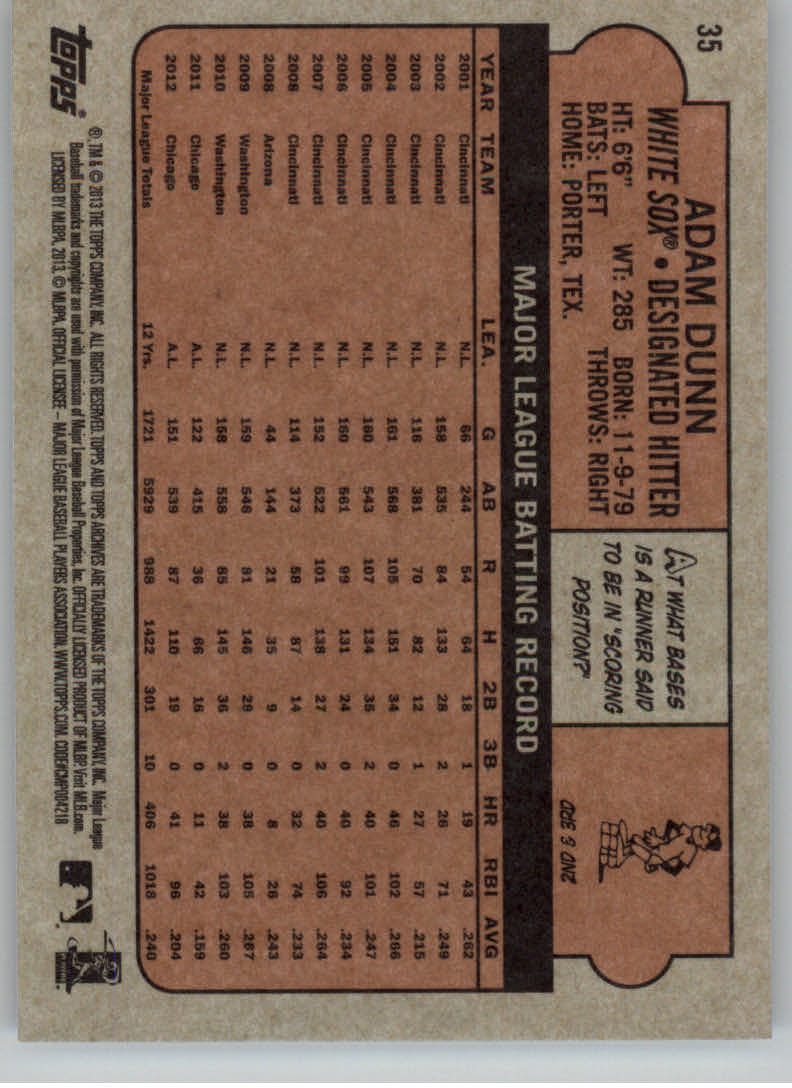 35
ADAM DUNN
WHITE SOX® • DESIGNATED HITTER
HT: 6'6" WT: 285 BORN: 11-9-79
BATS: LEFT THROWS: RIGHT
HOME: PORTER, TEX.
AT WHAT BASES
IS A RUNNER SAID
TO BE IN "SCORING
POSITION?"
2ND & 3RD
MAJOR LEAGUE BATTING RECORD
YEAR TEAM LEA. G AB R H 2B 3B HR RBI AVG
2001 Cincinnati N.L. 66 244 54 64 18 1 19 43 .262
2002 Cincinnati N.L. 158 535 84 133 28 2 26 71 .249
2003 Cincinnati N.L. 116 381 70 82 12 1 27 57 .215
2004 Cincinnati N.L. 161 568 105 151 34 0 46 102 .266
2005 Cincinnati N.L. 160 543 107 134 35 2 40 101 .247
2006 Cincinnati N.L. 160 561 99 131 24 0 40 92 .234
2007 Cincinnati N.L. 152 522 101 138 27 2 40 106 .264
2008 Cincinnati N.L. 114 373 58 87 14 0 32 74 .233
2008 Arizona N.L. 44 144 21 35 9 0 8 26 .243
2009 Washington N.L. 159 546 81 146 29 0 38 105 .267
2010 Washington N.L. 158 558 85 145 36 2 38 103 .260
2011 Chicago A.L. 122 415 36 66 16 0 11 42 .159
2012 Chicago A.L. 151 539 87 110 19 0 41 96 .204
Major League Totals 12 Yrs. 1721 5929 988 1422 301 10 406 1018 .240
topps®
®, TM & © 2013 THE TOPPS COMPANY, INC. ALL RIGHTS RESERVED. TOPPS AND TOPPS ARCHIVES ARE TRADEMARKS OF THE TOPPS COMPANY, INC. Major League
Baseball trademarks and copyrights are used with permission of Major League Baseball Properties, Inc. OFFICIALLY LICENSED PRODUCT OF MLBP. Visit MLB.com.
LICENSED BY MLBPA, 2013. © MLBPA. OFFICIAL LICENSEE – MAJOR LEAGUE BASEBALL PLAYERS ASSOCIATION. WWW.TOPPS.COM. CODE#CMP004218